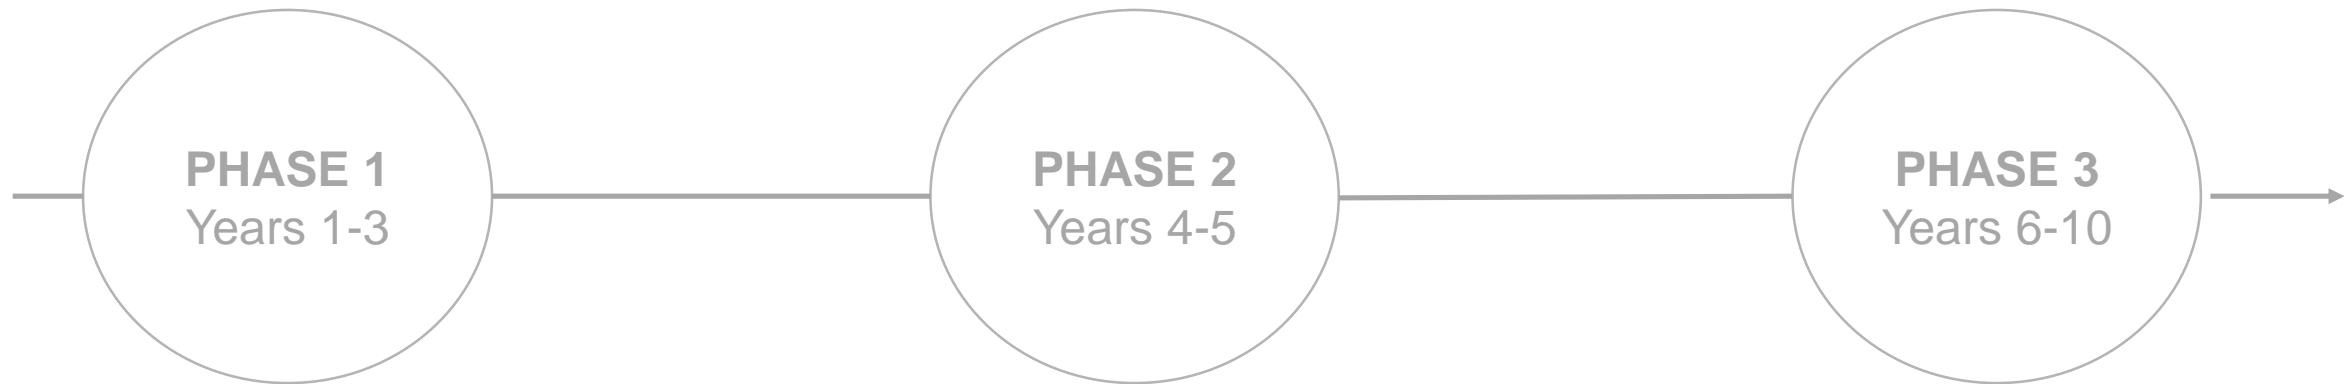 PHASE 1
Years 1-3
PHASE 2
Years 4-5
PHASE 3
Years 6-10